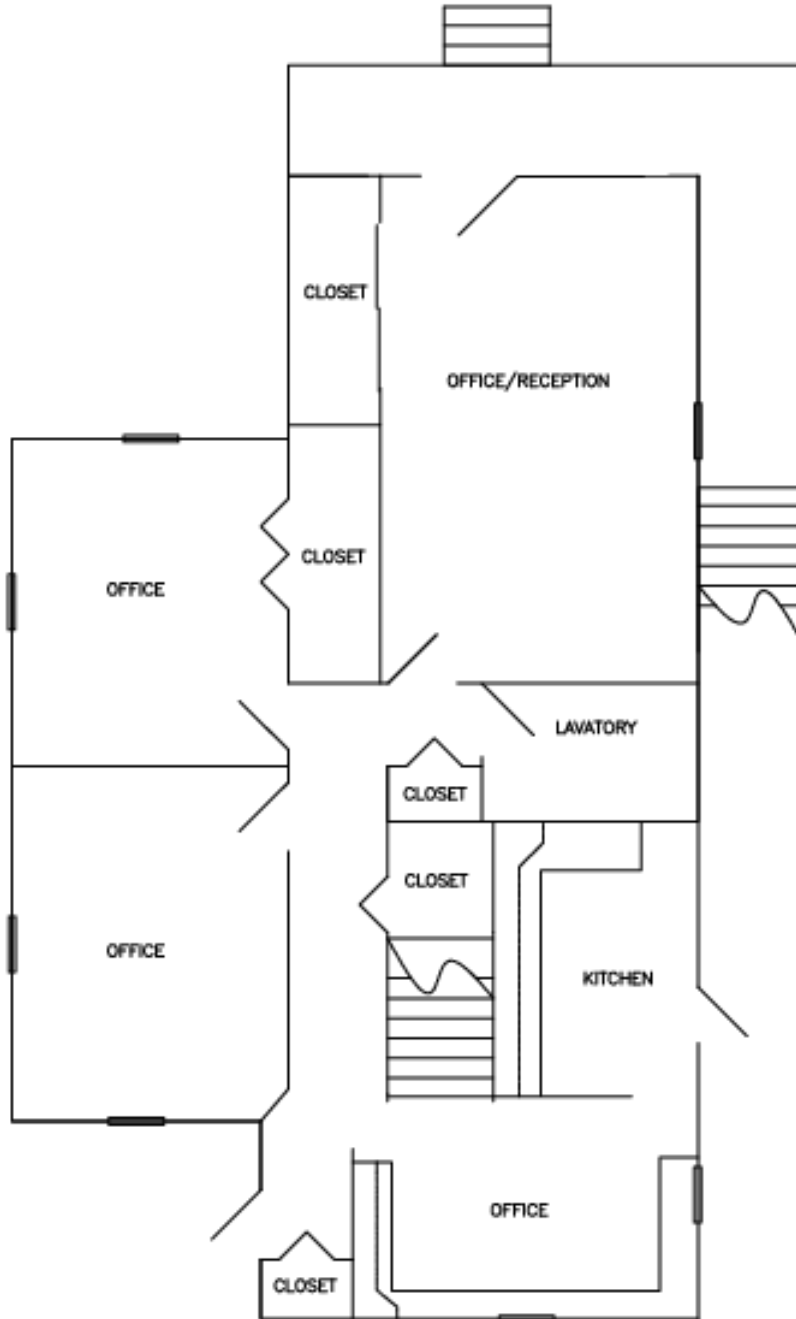 CLOSET
OFFICE/RECEPTION
CLOSET
OFFICE
LAVATORY
CLOSET
CLOSET
OFFICE
KITCHEN
OFFICE
CLOSET